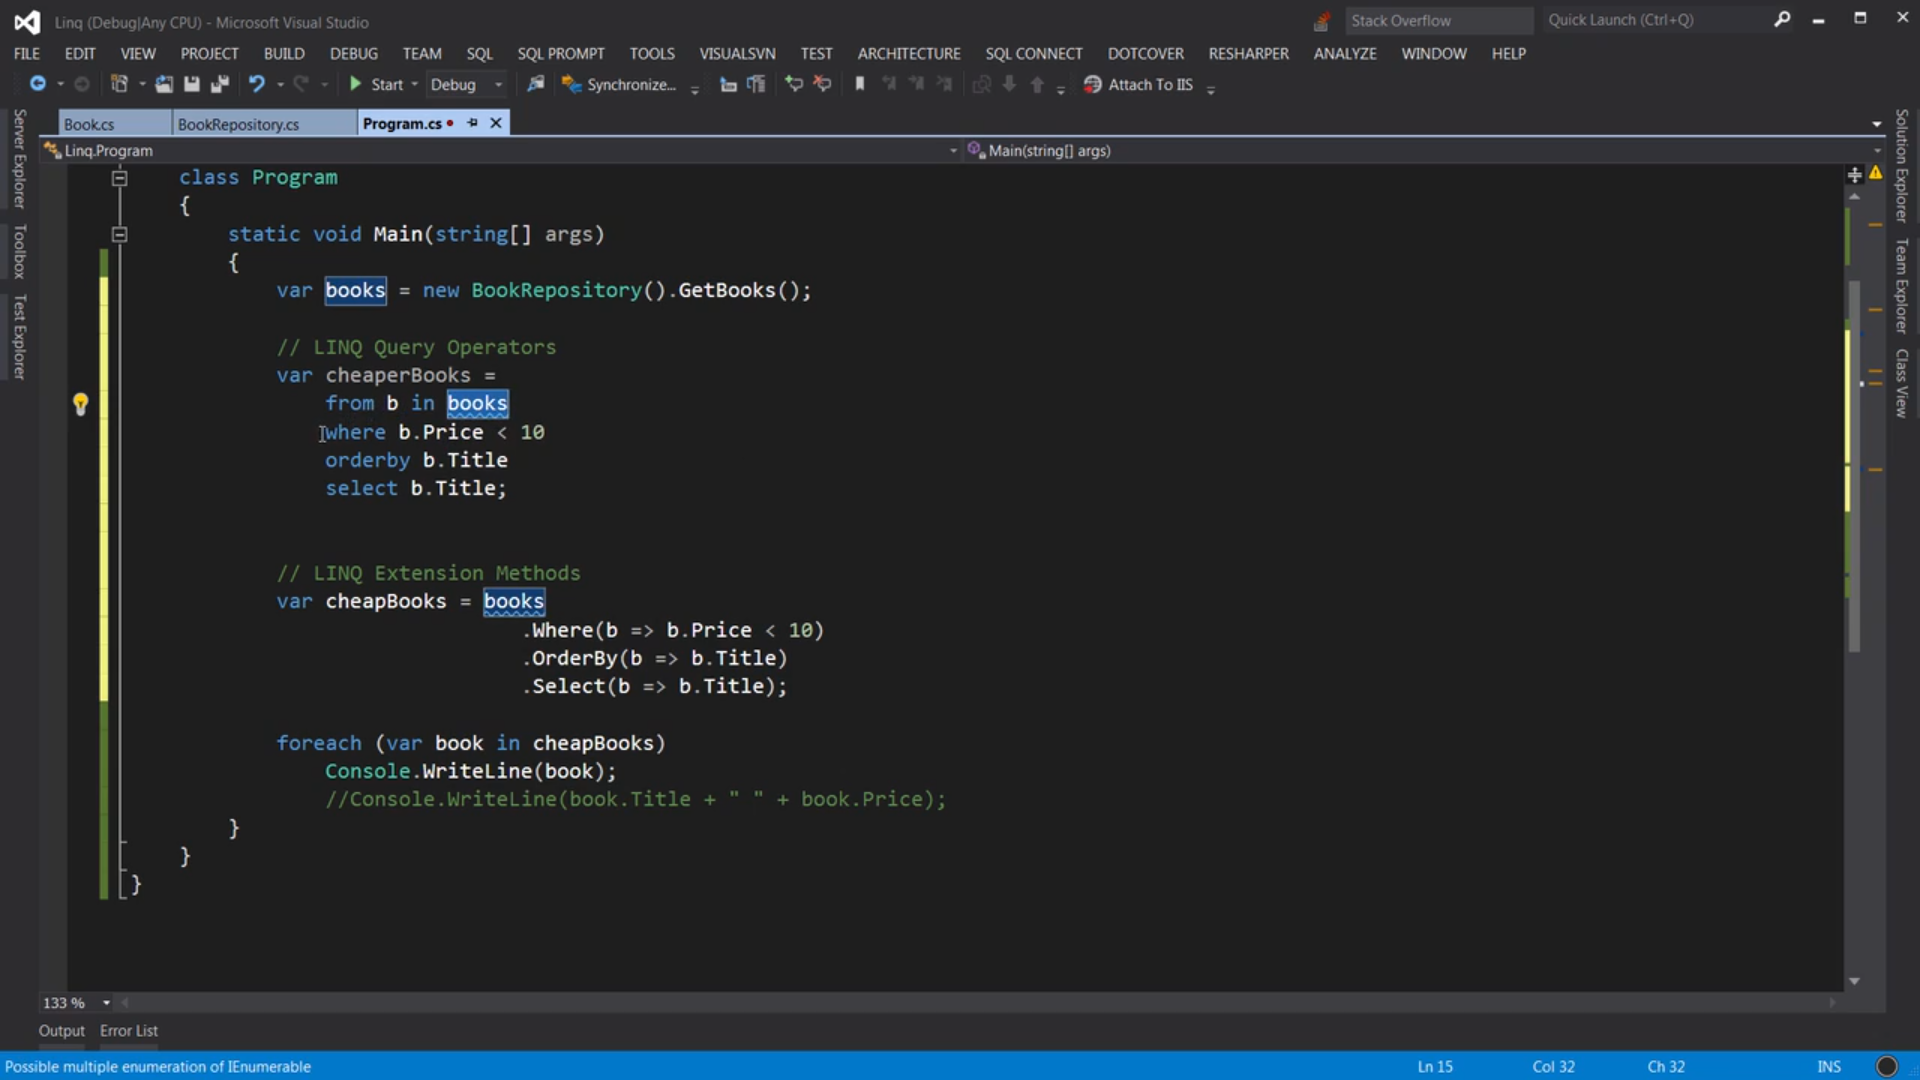 Linq (Debug|Any CPU) - Microsoft Visual Studio
Stack Overflow
Quick Launch (Ctrl+Q)
FILE EDIT VIEW PROJECT BUILD DEBUG TEAM SQL SQL PROMPT TOOLS VISUALSVN TEST ARCHITECTURE SQL CONNECT DOTCOVER RESHARPER ANALYZE WINDOW HELP
Start Debug Synchronize... Attach To IIS
Book.cs BookRepository.cs Program.cs
Linq.Program Main(string[] args)
Server Explorer
Toolbox
Test Explorer
class Program
{
static void Main(string[] args)
{
var books = new BookRepository().GetBooks();
// LINQ Query Operators
var cheaperBooks =
from b in books
where b.Price < 10
orderby b.Title
select b.Title;
// LINQ Extension Methods
var cheapBooks = books
.Where(b => b.Price < 10)
.OrderBy(b => b.Title)
.Select(b => b.Title);
foreach (var book in cheapBooks)
Console.WriteLine(book);
//Console.WriteLine(book.Title + " " + book.Price);
}
}
}
Solution Explorer
Team Explorer
Class View
133 %
Output Error List
Possible multiple enumeration of IEnumerable Ln 15 Col 32 Ch 32 INS